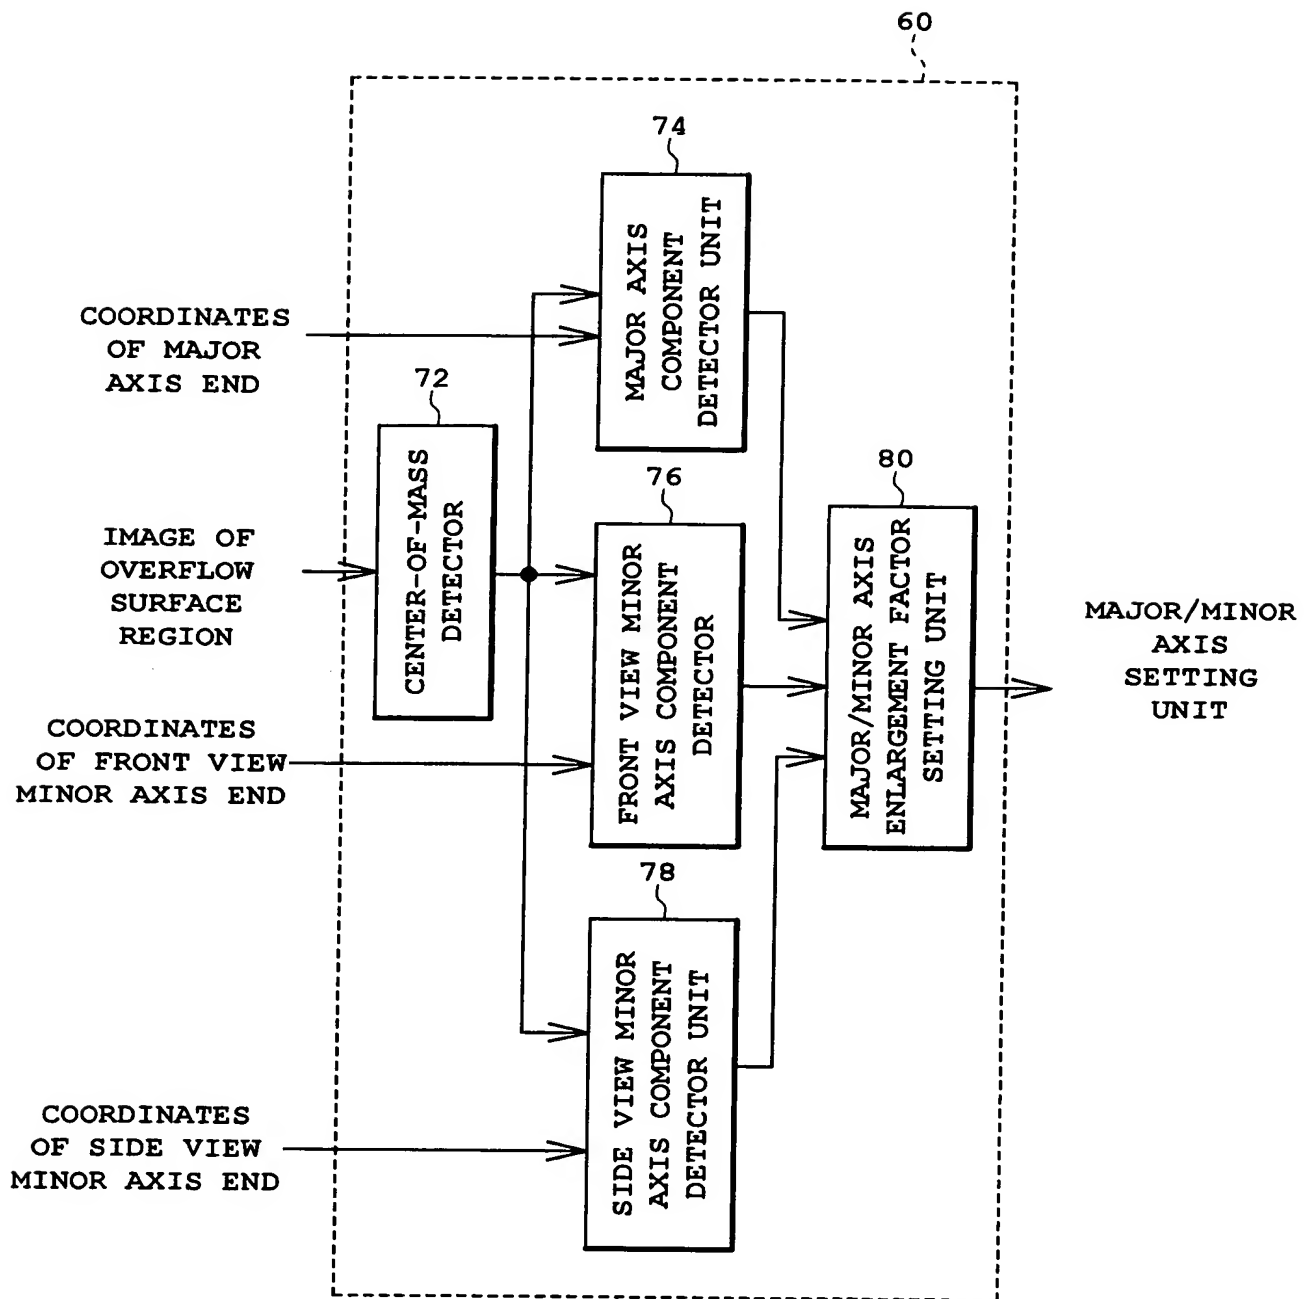 60
74
MAJOR AXIS
COMPONENT
DETECTOR UNIT
COORDINATES
OF MAJOR
AXIS END
72
CENTER-OF-MASS
DETECTOR
76
FRONT VIEW MINOR
AXIS COMPONENT
DETECTOR
80
MAJOR/MINOR AXIS
ENLARGEMENT FACTOR
SETTING UNIT
IMAGE OF
OVERFLOW
SURFACE
REGION
MAJOR/MINOR
AXIS
SETTING
UNIT
COORDINATES
OF FRONT VIEW
MINOR AXIS END
78
SIDE VIEW MINOR
AXIS COMPONENT
DETECTOR UNIT
COORDINATES
OF SIDE VIEW
MINOR AXIS END